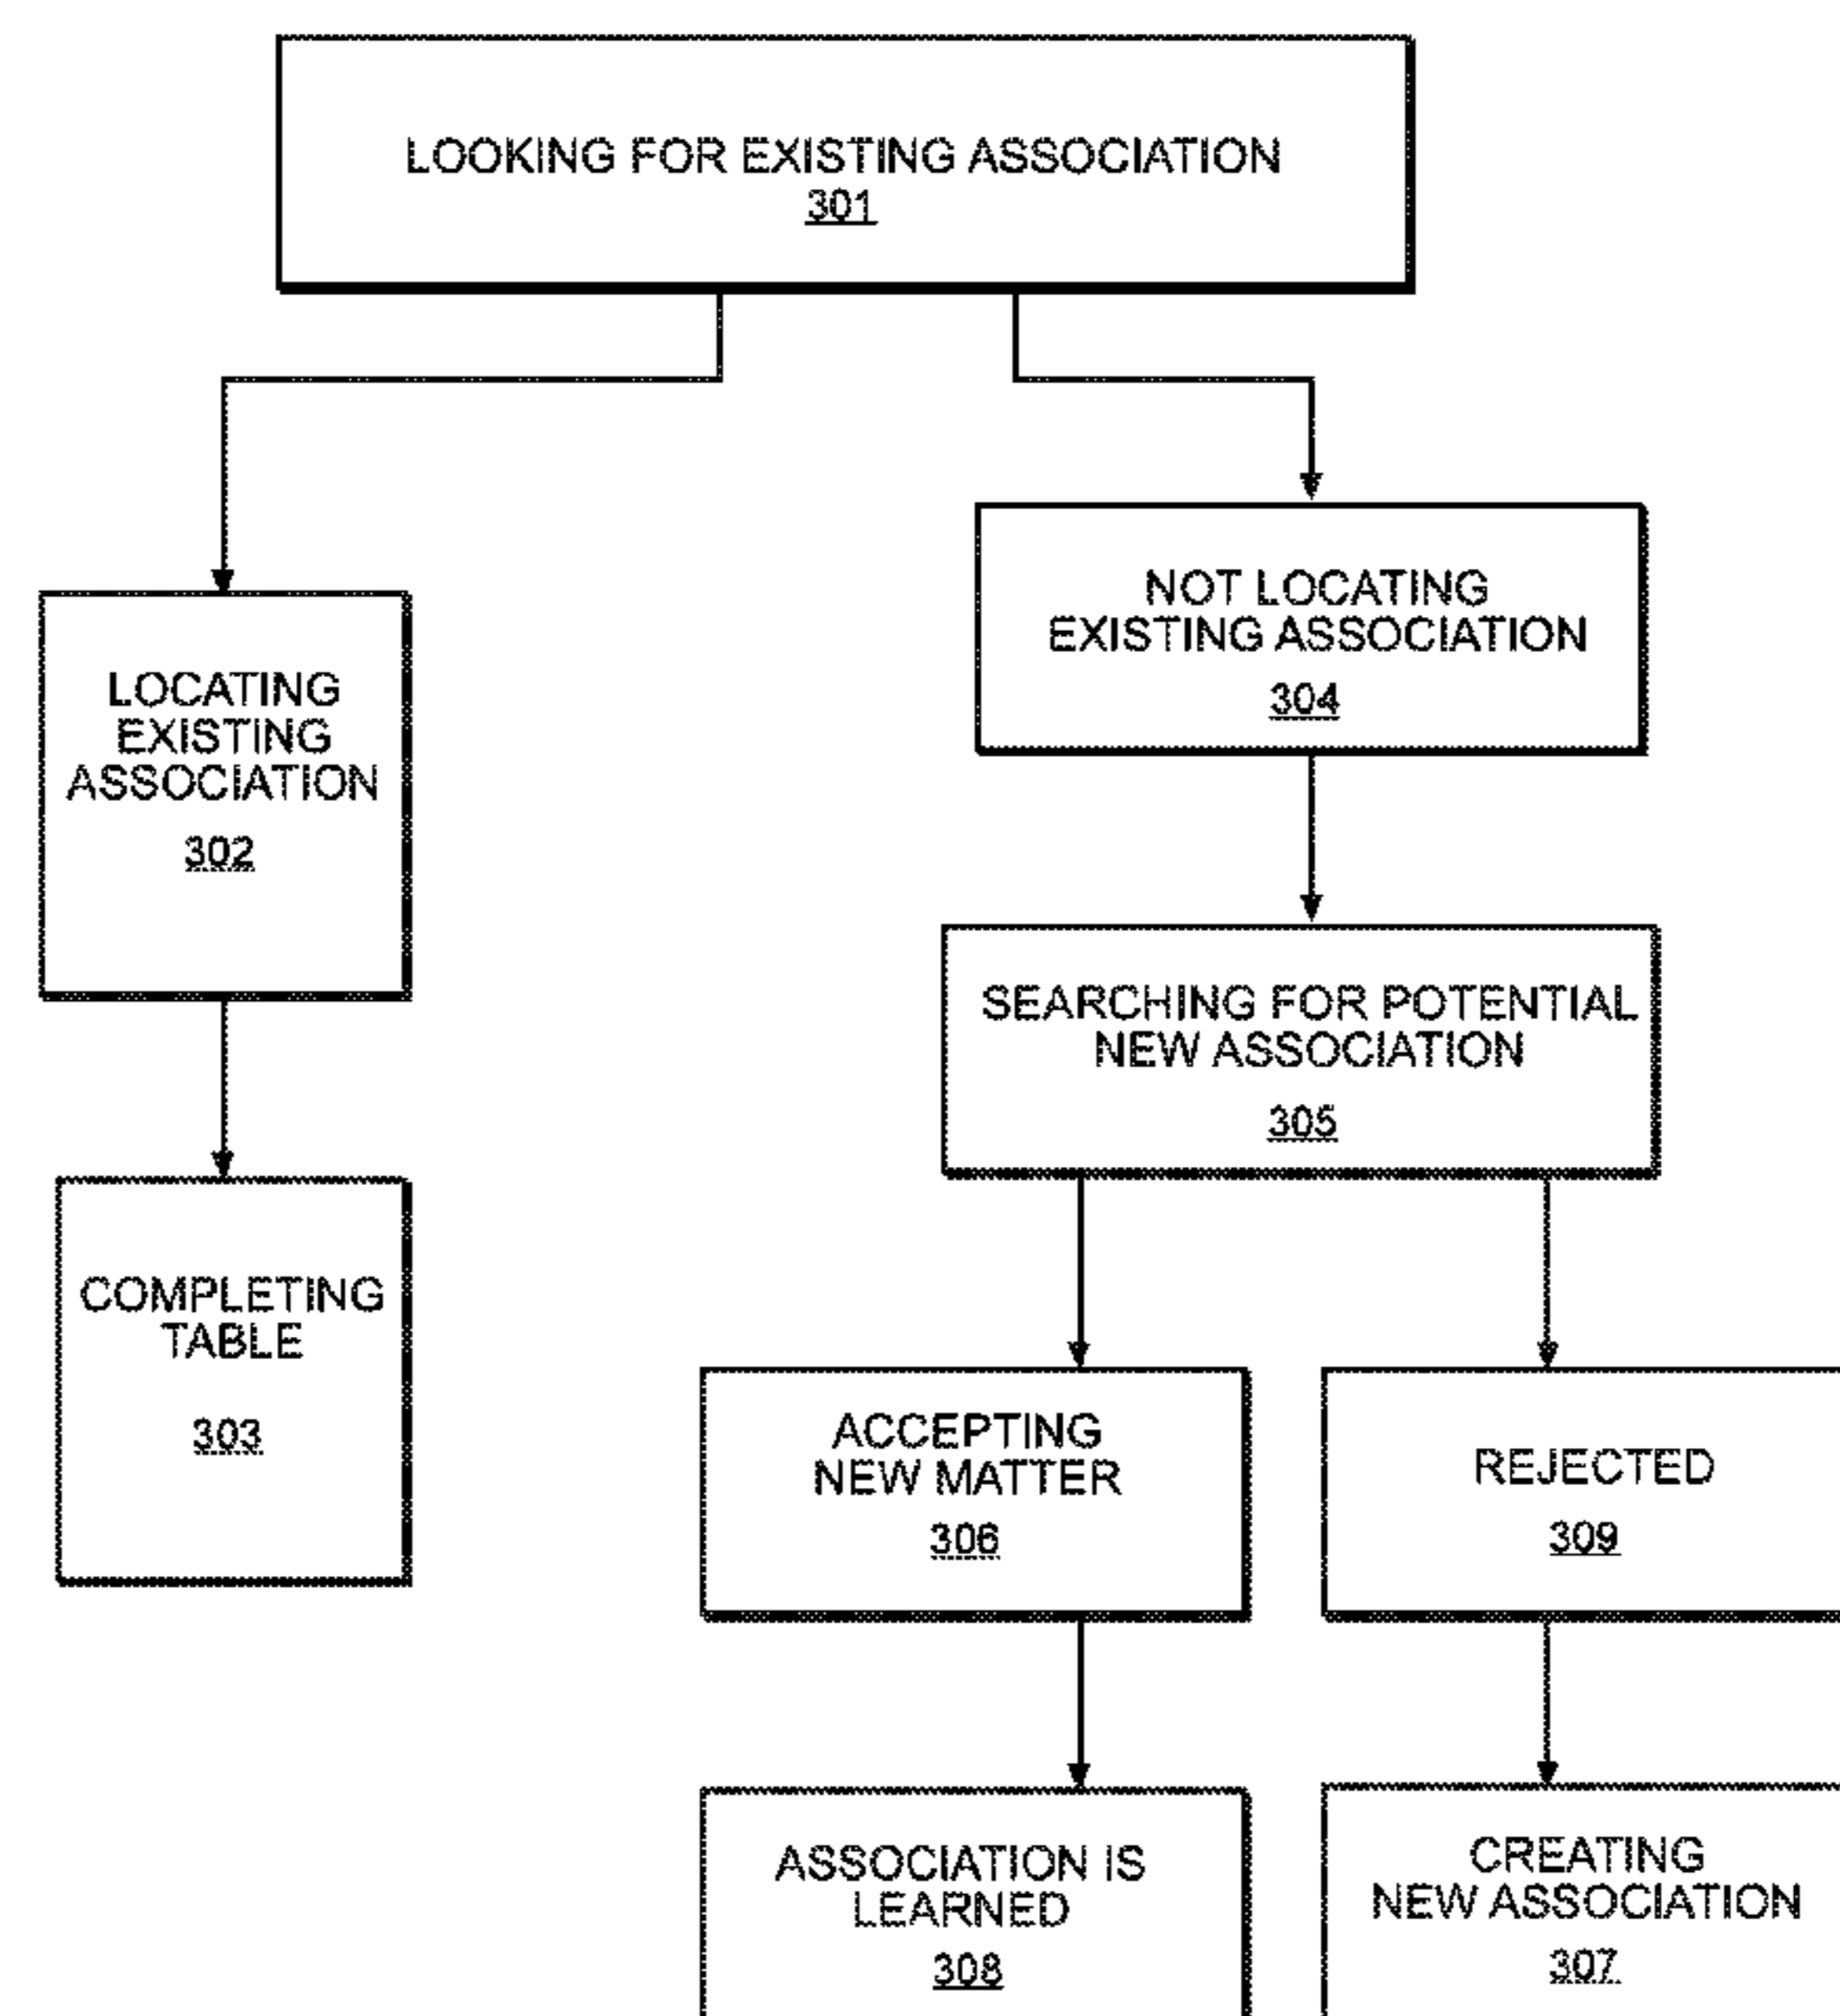 LOOKING FOR EXISTING ASSOCIATION
301
LOCATING
EXISTING
ASSOCIATION
302
COMPLETING
TABLE
303
NOT LOCATING
EXISTING ASSOCIATION
304
SEARCHING FOR POTENTIAL
NEW ASSOCIATION
305
ACCEPTING
NEW MATTER
306
ASSOCIATION IS
LEARNED
308
REJECTED
309
CREATING
NEW ASSOCIATION
307